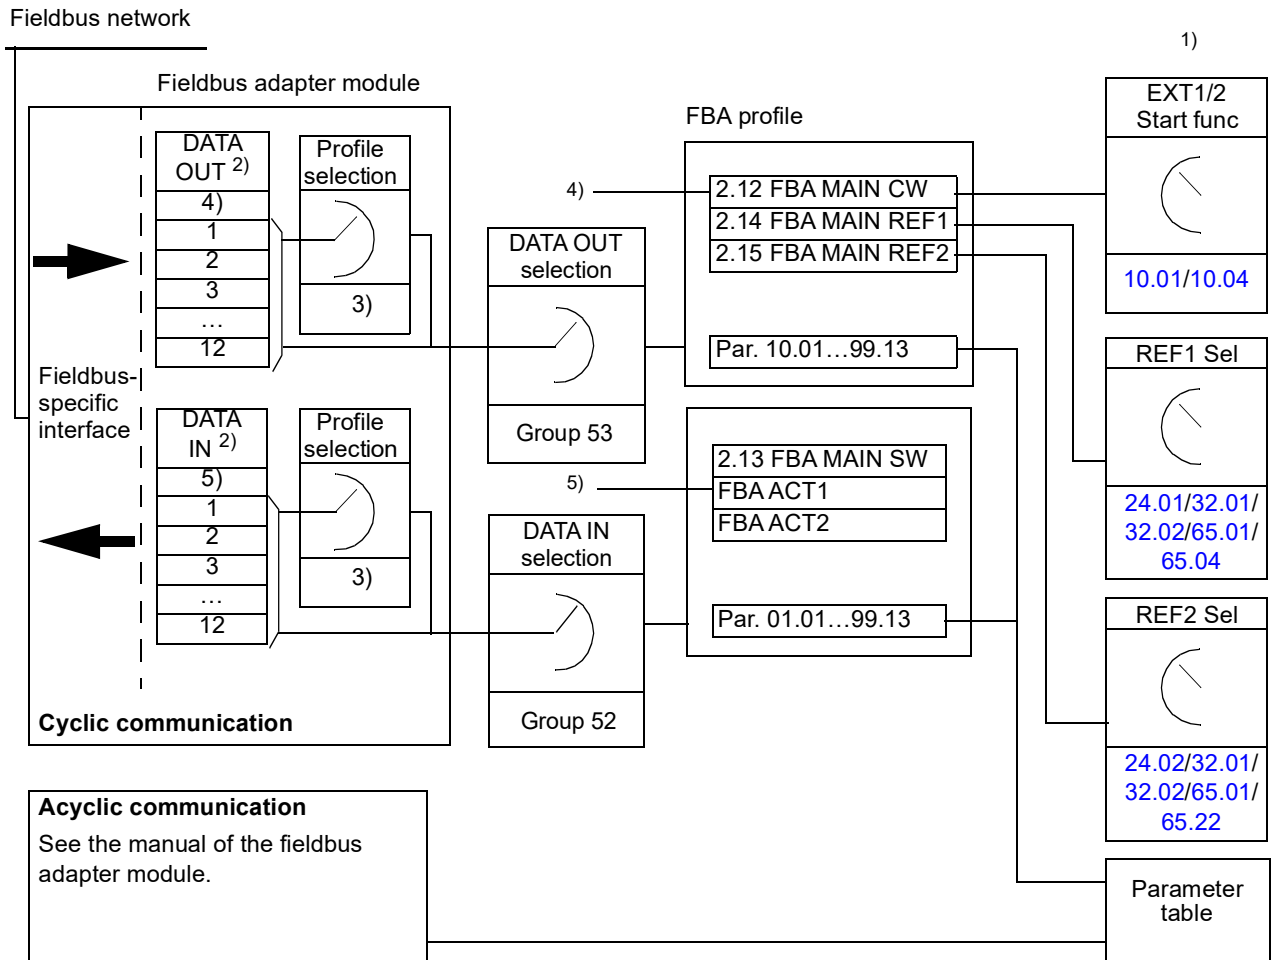 Fieldbus network
1)
Fieldbus adapter module
FBA profile
DATA
OUT 2)
4)
1
2
3
…
12
Profile
selection
3)
Fieldbus-
specific
interface
DATA
IN 2)
5)
1
2
3
…
12
Profile
selection
3)
Cyclic communication
DATA OUT
selection
Group 53
DATA IN
selection
Group 52
4)
2.12 FBA MAIN CW
2.14 FBA MAIN REF1
2.15 FBA MAIN REF2
Par. 10.01…99.13
5)
2.13 FBA MAIN SW
FBA ACT1
FBA ACT2
Par. 01.01…99.13
EXT1/2
Start func
10.01/10.04
REF1 Sel
24.01/32.01/
32.02/65.01/
65.04
REF2 Sel
24.02/32.01/
32.02/65.01/
65.22
Acyclic communication
See the manual of the fieldbus
adapter module.
Parameter
table